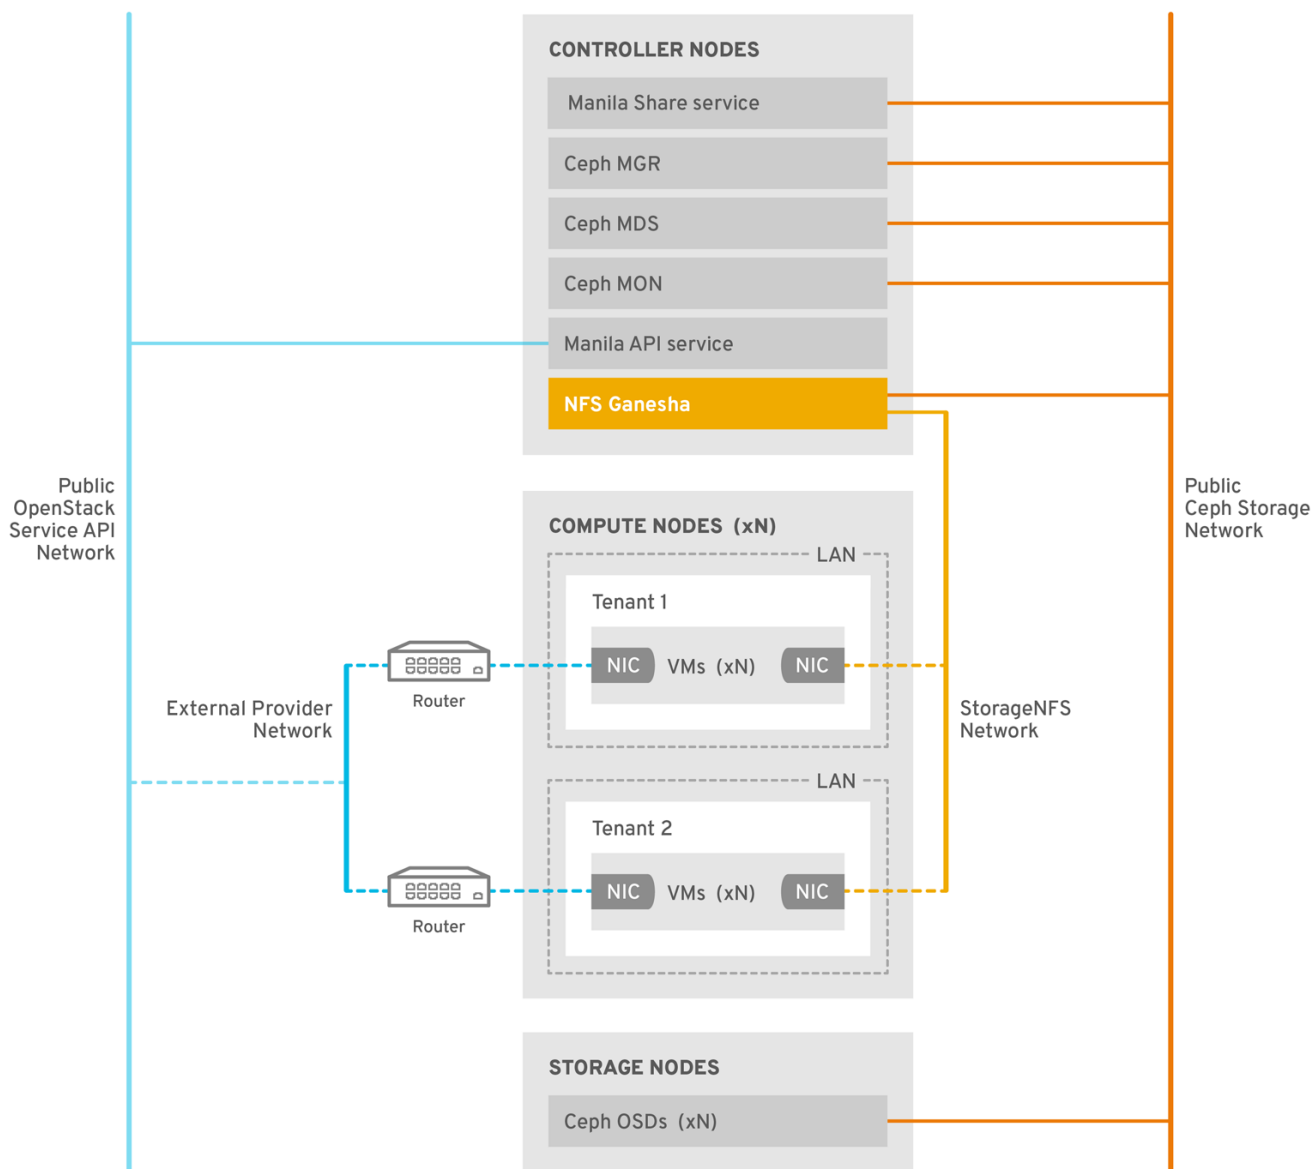 CONTROLLER NODES
Manila Share service
Ceph MGR
Ceph MDS
Ceph MON
Manila API service
NFS Ganesha
Public
OpenStack
Service API
Network
Public
Ceph Storage
Network
COMPUTE NODES (xN)
LAN
Tenant 1
NIC VMs (xN) NIC
Router
External Provider
Network
StorageNFS
Network
LAN
Tenant 2
NIC VMs (xN) NIC
Router
STORAGE NODES
Ceph OSDs (xN)